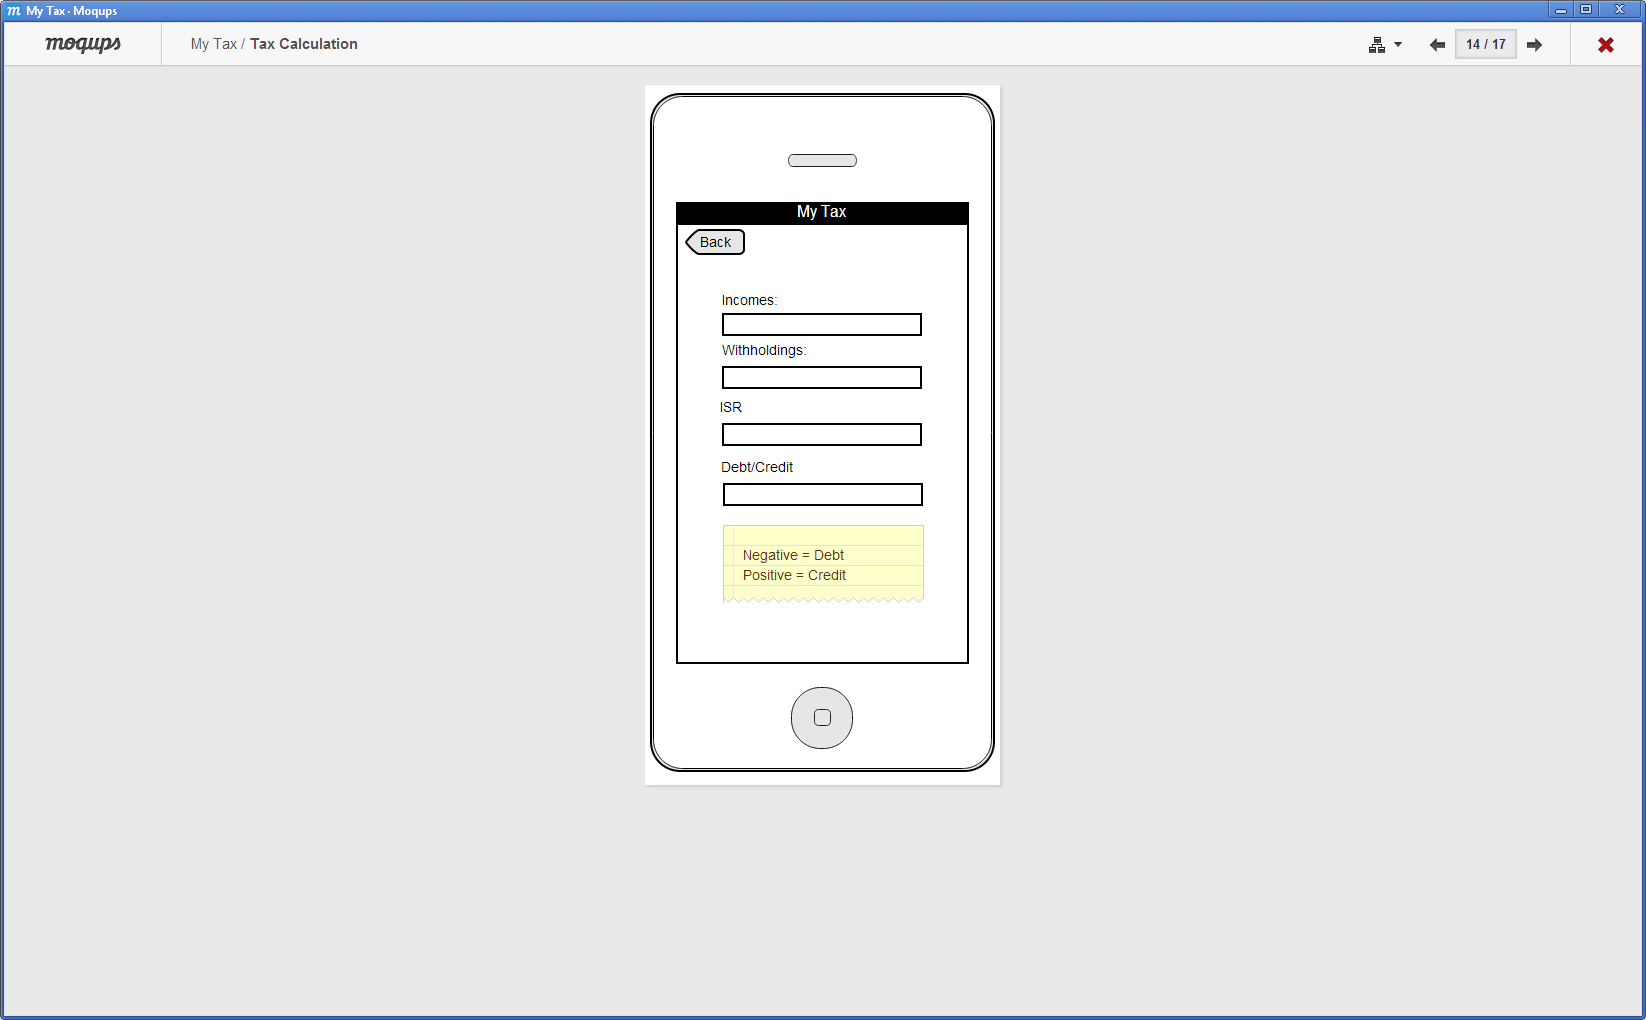 My Tax · Moqups
moqups
My Tax / Tax Calculation
14 / 17
My Tax
Back
Incomes:
Withholdings:
ISR
Debt/Credit
Negative = Debt
Positive = Credit